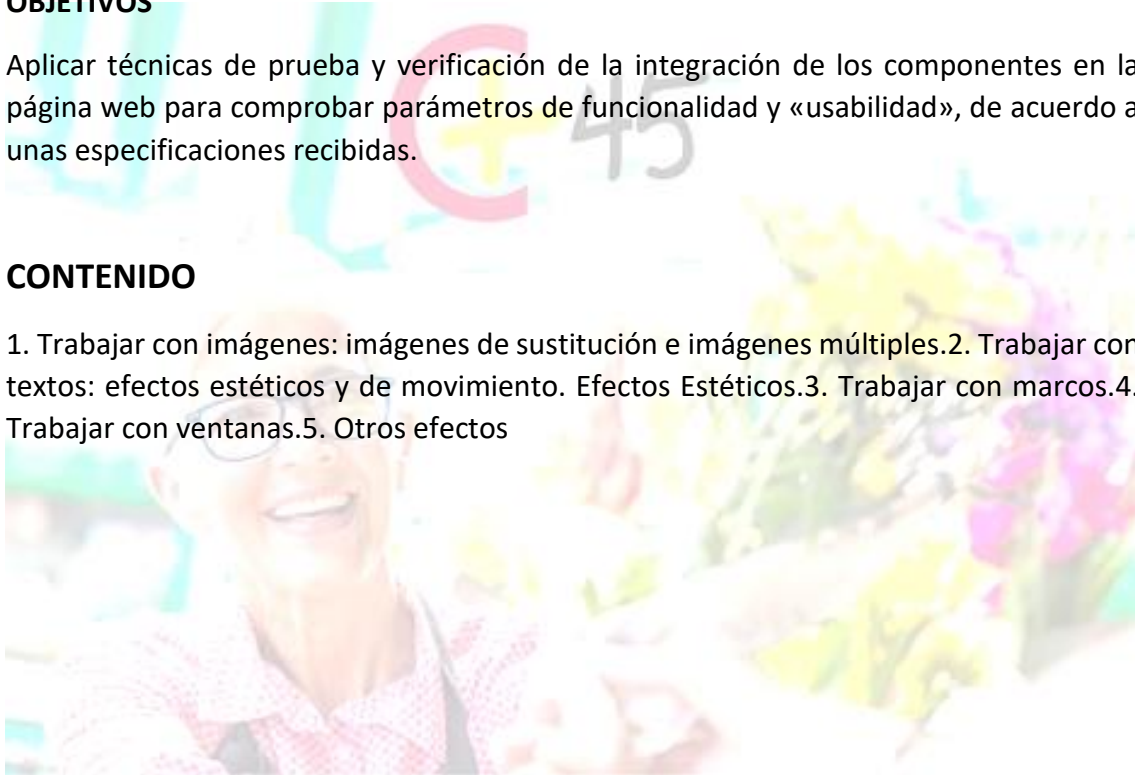 OBJETIVOS
Aplicar técnicas de prueba y verificación de la integración de los componentes en la
página web para comprobar parámetros de funcionalidad y «usabilidad», de acuerdo a
unas especificaciones recibidas.
C + 45
CONTENIDO
1. Trabajar con imágenes: imágenes de sustitución e imágenes múltiples.2. Trabajar con
textos: efectos estéticos y de movimiento. Efectos Estéticos.3. Trabajar con marcos.4.
Trabajar con ventanas.5. Otros efectos